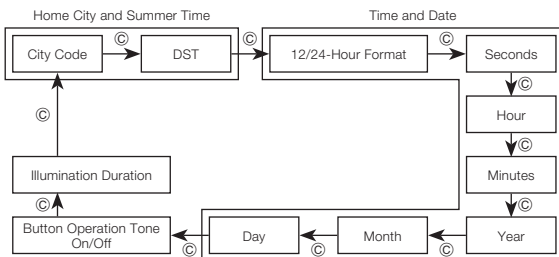 Home City and Summer Time
Time and Date
City Code
Ⓒ
DST
Ⓒ
12/24-Hour Format
Ⓒ
Seconds
Ⓒ
Hour
Ⓒ
Minutes
Ⓒ
Year
Ⓒ
Month
Ⓒ
Day
Ⓒ
Button Operation Tone
On/Off
Ⓒ
Illumination Duration
Ⓒ